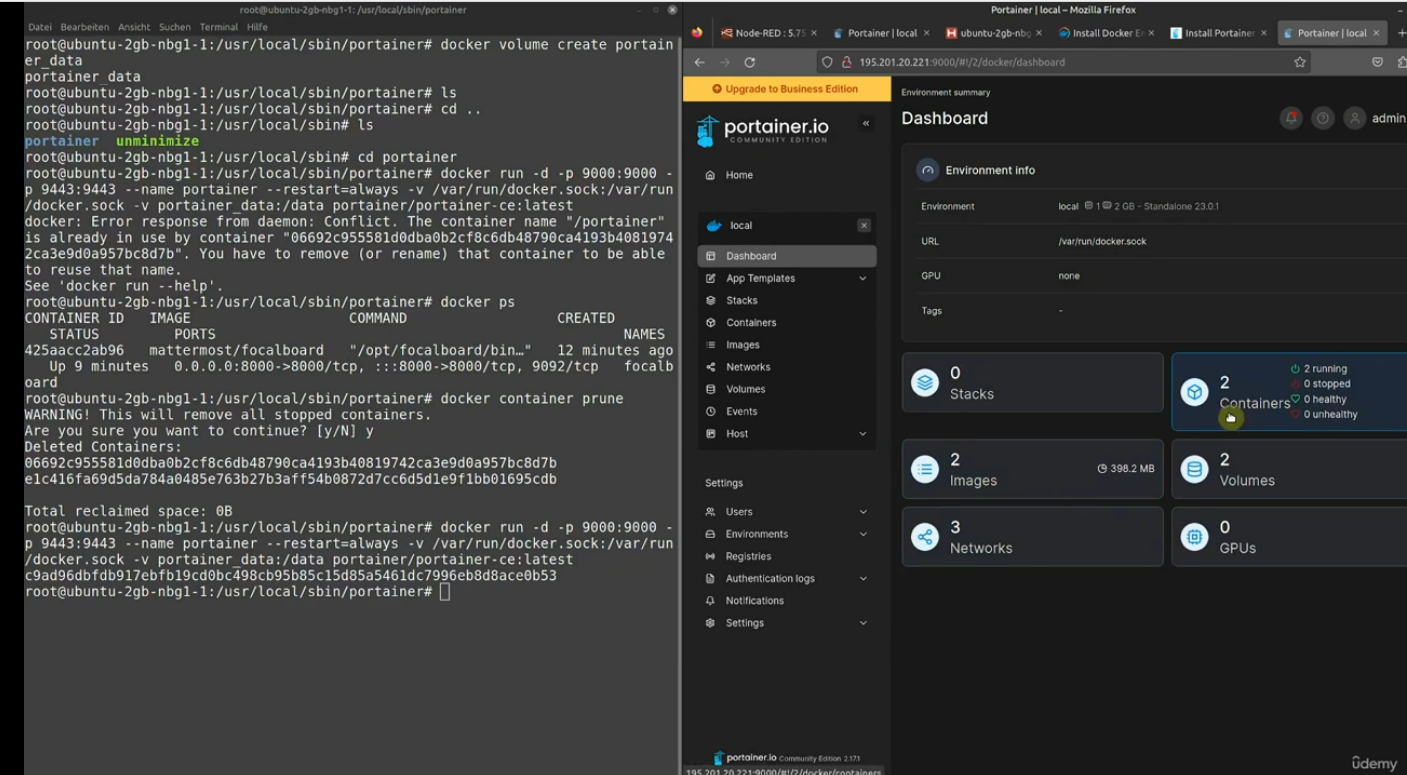 root@ubuntu-2gb-nbg1-1: /usr/local/sbin/portainer
Datei Bearbeiten Ansicht Suchen Terminal Hilfe
root@ubuntu-2gb-nbg1-1:/usr/local/sbin/portainer# docker volume create portain
er_data
portainer_data
root@ubuntu-2gb-nbg1-1:/usr/local/sbin/portainer# ls
root@ubuntu-2gb-nbg1-1:/usr/local/sbin/portainer# cd ..
root@ubuntu-2gb-nbg1-1:/usr/local/sbin# ls
portainer unminimize
root@ubuntu-2gb-nbg1-1:/usr/local/sbin# cd portainer
root@ubuntu-2gb-nbg1-1:/usr/local/sbin/portainer# docker run -d -p 9000:9000 -
p 9443:9443 --name portainer --restart=always -v /var/run/docker.sock:/var/run
/docker.sock -v portainer_data:/data portainer/portainer-ce:latest
docker: Error response from daemon: Conflict. The container name "/portainer"
is already in use by container "06692c955581d0dba0b2cf8c6db48790ca4193b4081974
2ca3e9d0a957bc8d7b". You have to remove (or rename) that container to be able
to reuse that name.
See 'docker run --help'.
root@ubuntu-2gb-nbg1-1:/usr/local/sbin/portainer# docker ps
CONTAINER ID IMAGE COMMAND CREATED
STATUS PORTS NAMES
425aacc2ab96 mattermost/focalboard "/opt/focalboard/bin…" 12 minutes ago
Up 9 minutes 0.0.0.0:8000->8000/tcp, :::8000->8000/tcp, 9092/tcp focalb
oard
root@ubuntu-2gb-nbg1-1:/usr/local/sbin/portainer# docker container prune
WARNING! This will remove all stopped containers.
Are you sure you want to continue? [y/N] y
Deleted Containers:
06692c955581d0dba0b2cf8c6db48790ca4193b40819742ca3e9d0a957bc8d7b
e1c416fa69d5da784a0485e763b27b3aff54b0872d7cc6d5d1e9f1bb01695cdb
Total reclaimed space: 0B
root@ubuntu-2gb-nbg1-1:/usr/local/sbin/portainer# docker run -d -p 9000:9000 -
p 9443:9443 --name portainer --restart=always -v /var/run/docker.sock:/var/run
/docker.sock -v portainer_data:/data portainer/portainer-ce:latest
c9ad96dbfdb917ebfb19cd0bc498cb95b85c15d85a5461dc7996eb8d8ace0b53
root@ubuntu-2gb-nbg1-1:/usr/local/sbin/portainer#
Portainer | local – Mozilla Firefox
Node-RED : 5.75
Portainer | local
ubuntu-2gb-nbg
Install Docker En
Install Portainer
Portainer | local
195.201.20.221:9000/#!/2/docker/dashboard
Upgrade to Business Edition
portainer.io
COMMUNITY EDITION
Home
local
Dashboard
App Templates
Stacks
Containers
Images
Networks
Volumes
Events
Host
Settings
Users
Environments
Registries
Authentication logs
Notifications
Settings
portainer.io Community Edition 2.17.1
195.201.20.221:9000/#!/2/docker/containers
Environment summary
Dashboard
admin
Environment info
Environment local 1 2 GB - Standalone 23.0.1
URL /var/run/docker.sock
GPU none
Tags -
0
Stacks
2
Containers
2 running
0 stopped
0 healthy
0 unhealthy
2
Images
398.2 MB
2
Volumes
3
Networks
0
GPUs
ûdemy